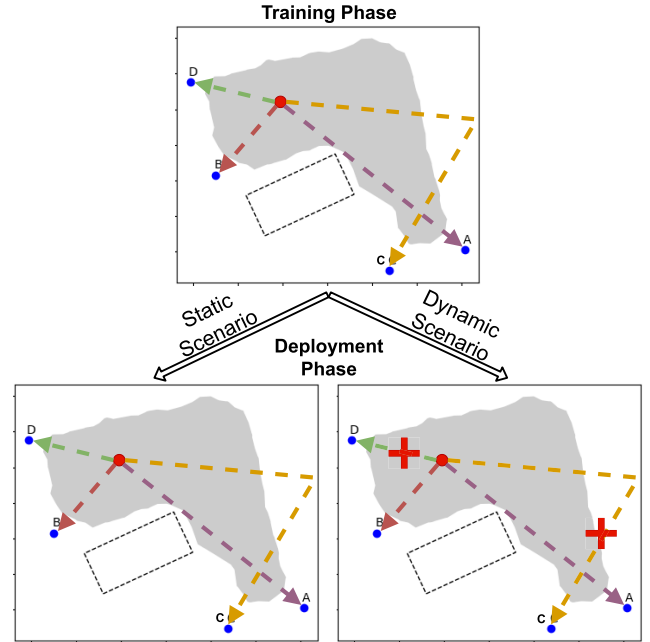 Training Phase
D
B
A
C
Static
Scenario
Dynamic
Scenario
Deployment
Phase
D
B
A
C
D
B
A
C